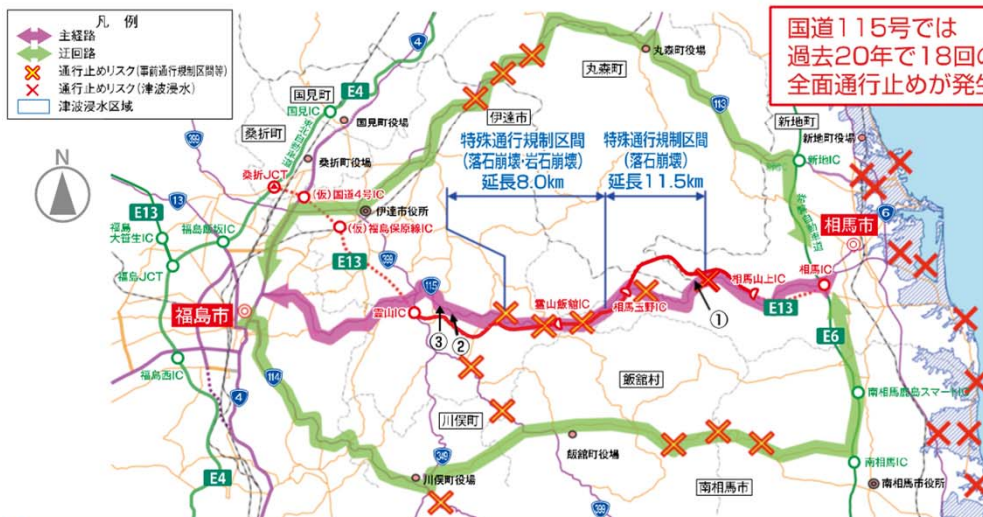 凡 例
主経路
迂回路
通行止めリスク(事前通行規制区間等)
通行止めリスク(津波浸水)
津波浸水区域
国道115号では
過去20年で18回の
全面通行止めが発生
N
4
E4
国見町
国見IC
国見町役場
399
桑折町
桑折町役場
桑折JCT
(仮)国道4号IC
伊達市役所
(仮)福島保原線IC
E13
13
福島大笹生IC
福島飯坂IC
福島JCT
福島市
福島西IC
4
E4
114
丸森町役場
丸森町
伊達市
113
新地町
新地町役場
新地IC
特殊通行規制区間
(落石崩壊・岩石崩壊)
延長8.0km
特殊通行規制区間
(落石崩壊)
延長11.5km
6
相馬市
相馬IC
相馬山上IC
E13
E6
E13
399
115
霊山IC
霊山飯舘IC
相馬玉野IC
①
②
③
飯舘村
川俣町
349
川俣町役場
飯舘町役場
南相馬鹿島スマートIC
南相馬IC
南相馬市
南相馬市役所
399